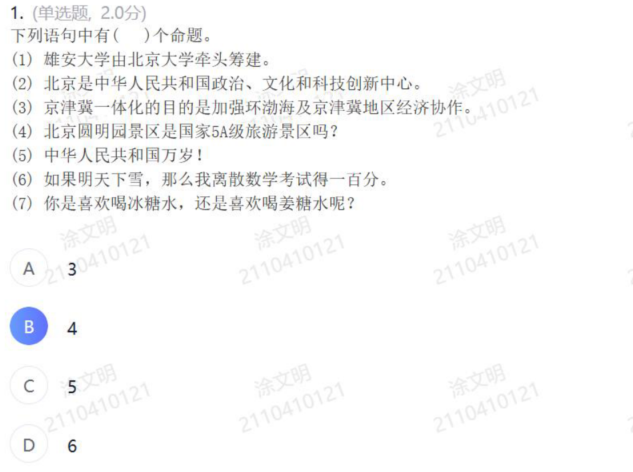 1. (单选题, 2.0分)
下列语句中有(  )个命题。
(1) 雄安大学由北京大学牵头筹建。
(2) 北京是中华人民共和国政治、文化和科技创新中心。
(3) 京津冀一体化的目的是加强环渤海及京津冀地区经济协作。
(4) 北京圆明园景区是国家5A级旅游景区吗？
(5) 中华人民共和国万岁！
(6) 如果明天下雪，那么我离散数学考试得一百分。
(7) 你是喜欢喝冰糖水，还是喜欢喝姜糖水呢？
涂文明 涂文明 涂文明
2110410121 2110410121 2110410121
A 3
B 4
C 5
D 6
涂文明 涂文明 涂文明
2110410121 2110410121 2110410121